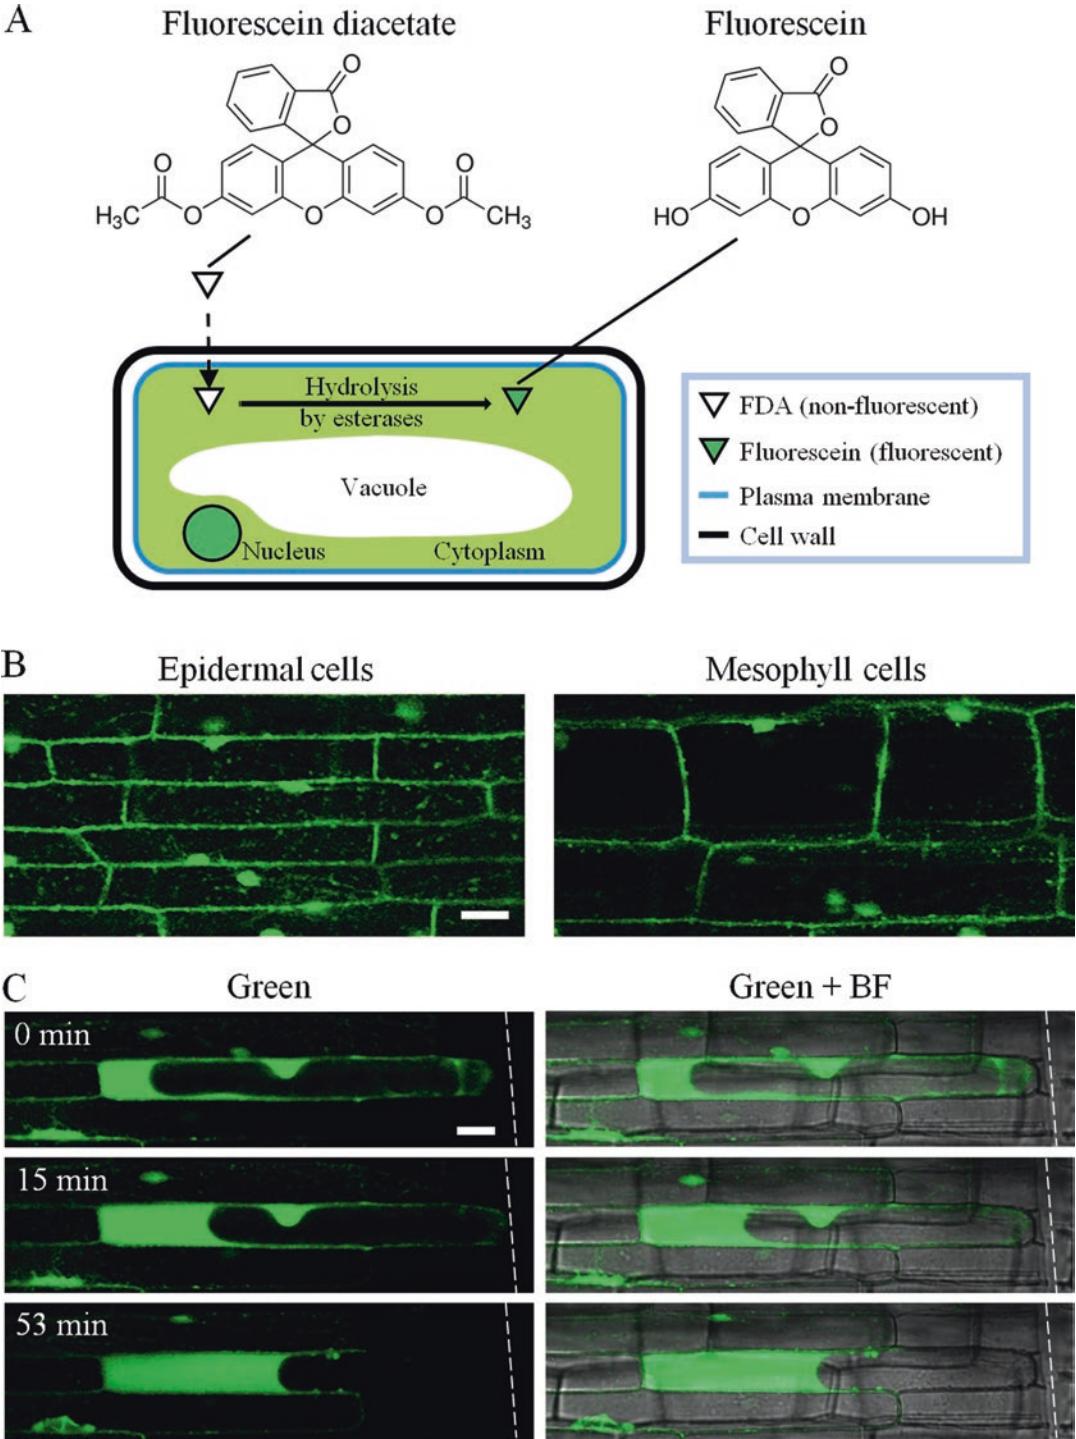 A
Fluorescein diacetate
Fluorescein
O
O
O
O
H₃C
O
O
O
CH₃
O
O
HO
O
OH
Hydrolysis
by esterases
Vacuole
Nucleus
Cytoplasm
FDA (non-fluorescent)
Fluorescein (fluorescent)
Plasma membrane
Cell wall
B
Epidermal cells
Mesophyll cells
C
Green
Green + BF
0 min
15 min
53 min